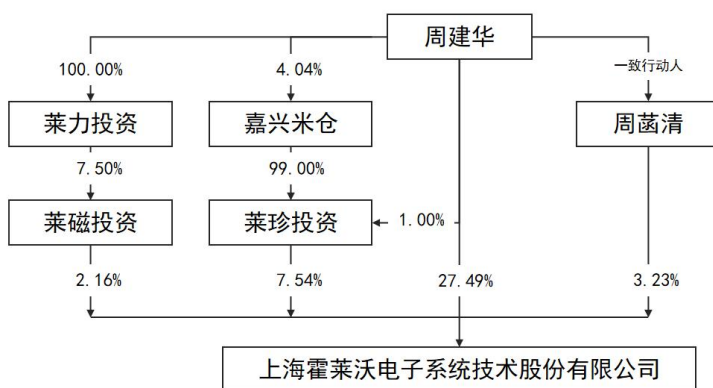 周建华
100.00%
4.04%
一致行动人
莱力投资
嘉兴米仓
周菡清
7.50%
99.00%
莱磁投资
莱珍投资
1.00%
2.16%
7.54%
27.49%
3.23%
上海霍莱沃电子系统技术股份有限公司